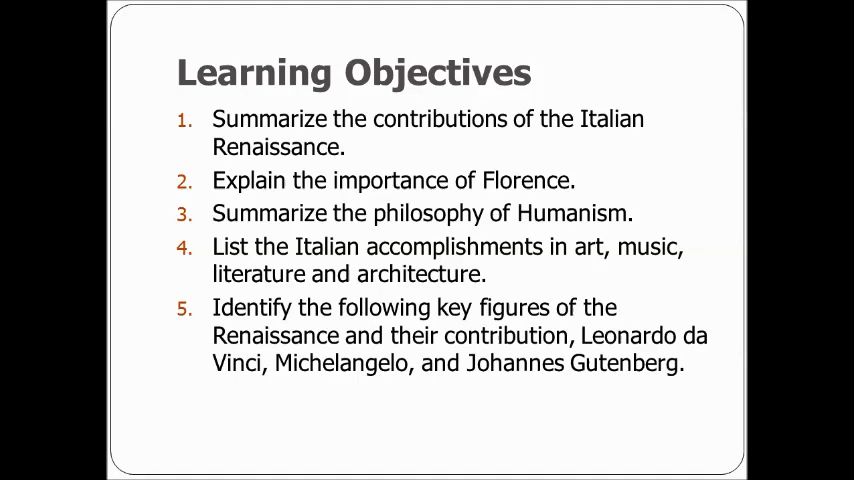 Learning Objectives
1. Summarize the contributions of the Italian
Renaissance.
2. Explain the importance of Florence.
3. Summarize the philosophy of Humanism.
4. List the Italian accomplishments in art, music,
literature and architecture.
5. Identify the following key figures of the
Renaissance and their contribution, Leonardo da
Vinci, Michelangelo, and Johannes Gutenberg.